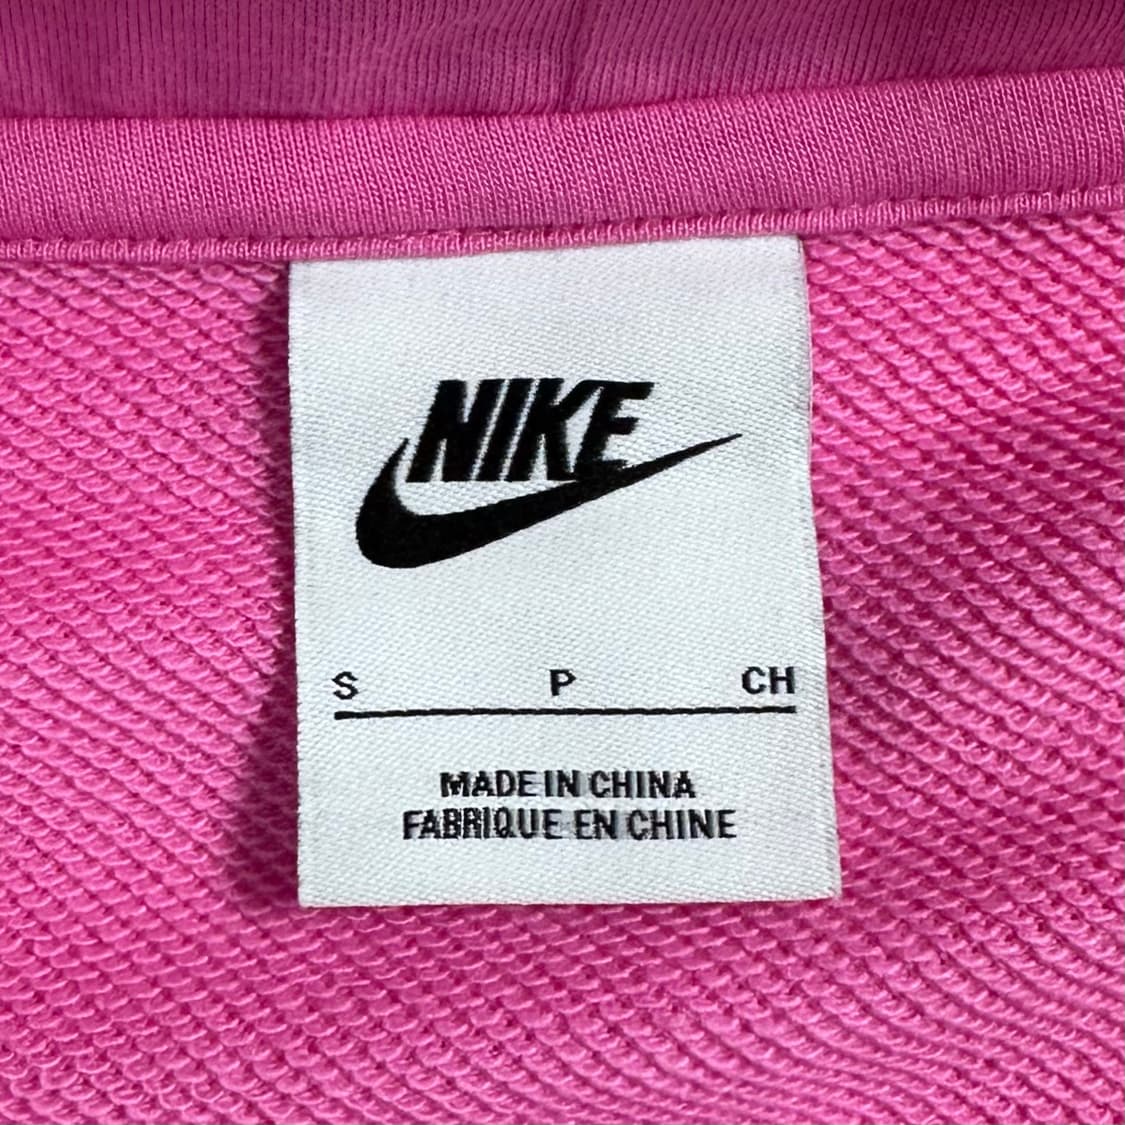 NIKE
S P CH
MADE IN CHINA
FABRIQUE EN CHINE